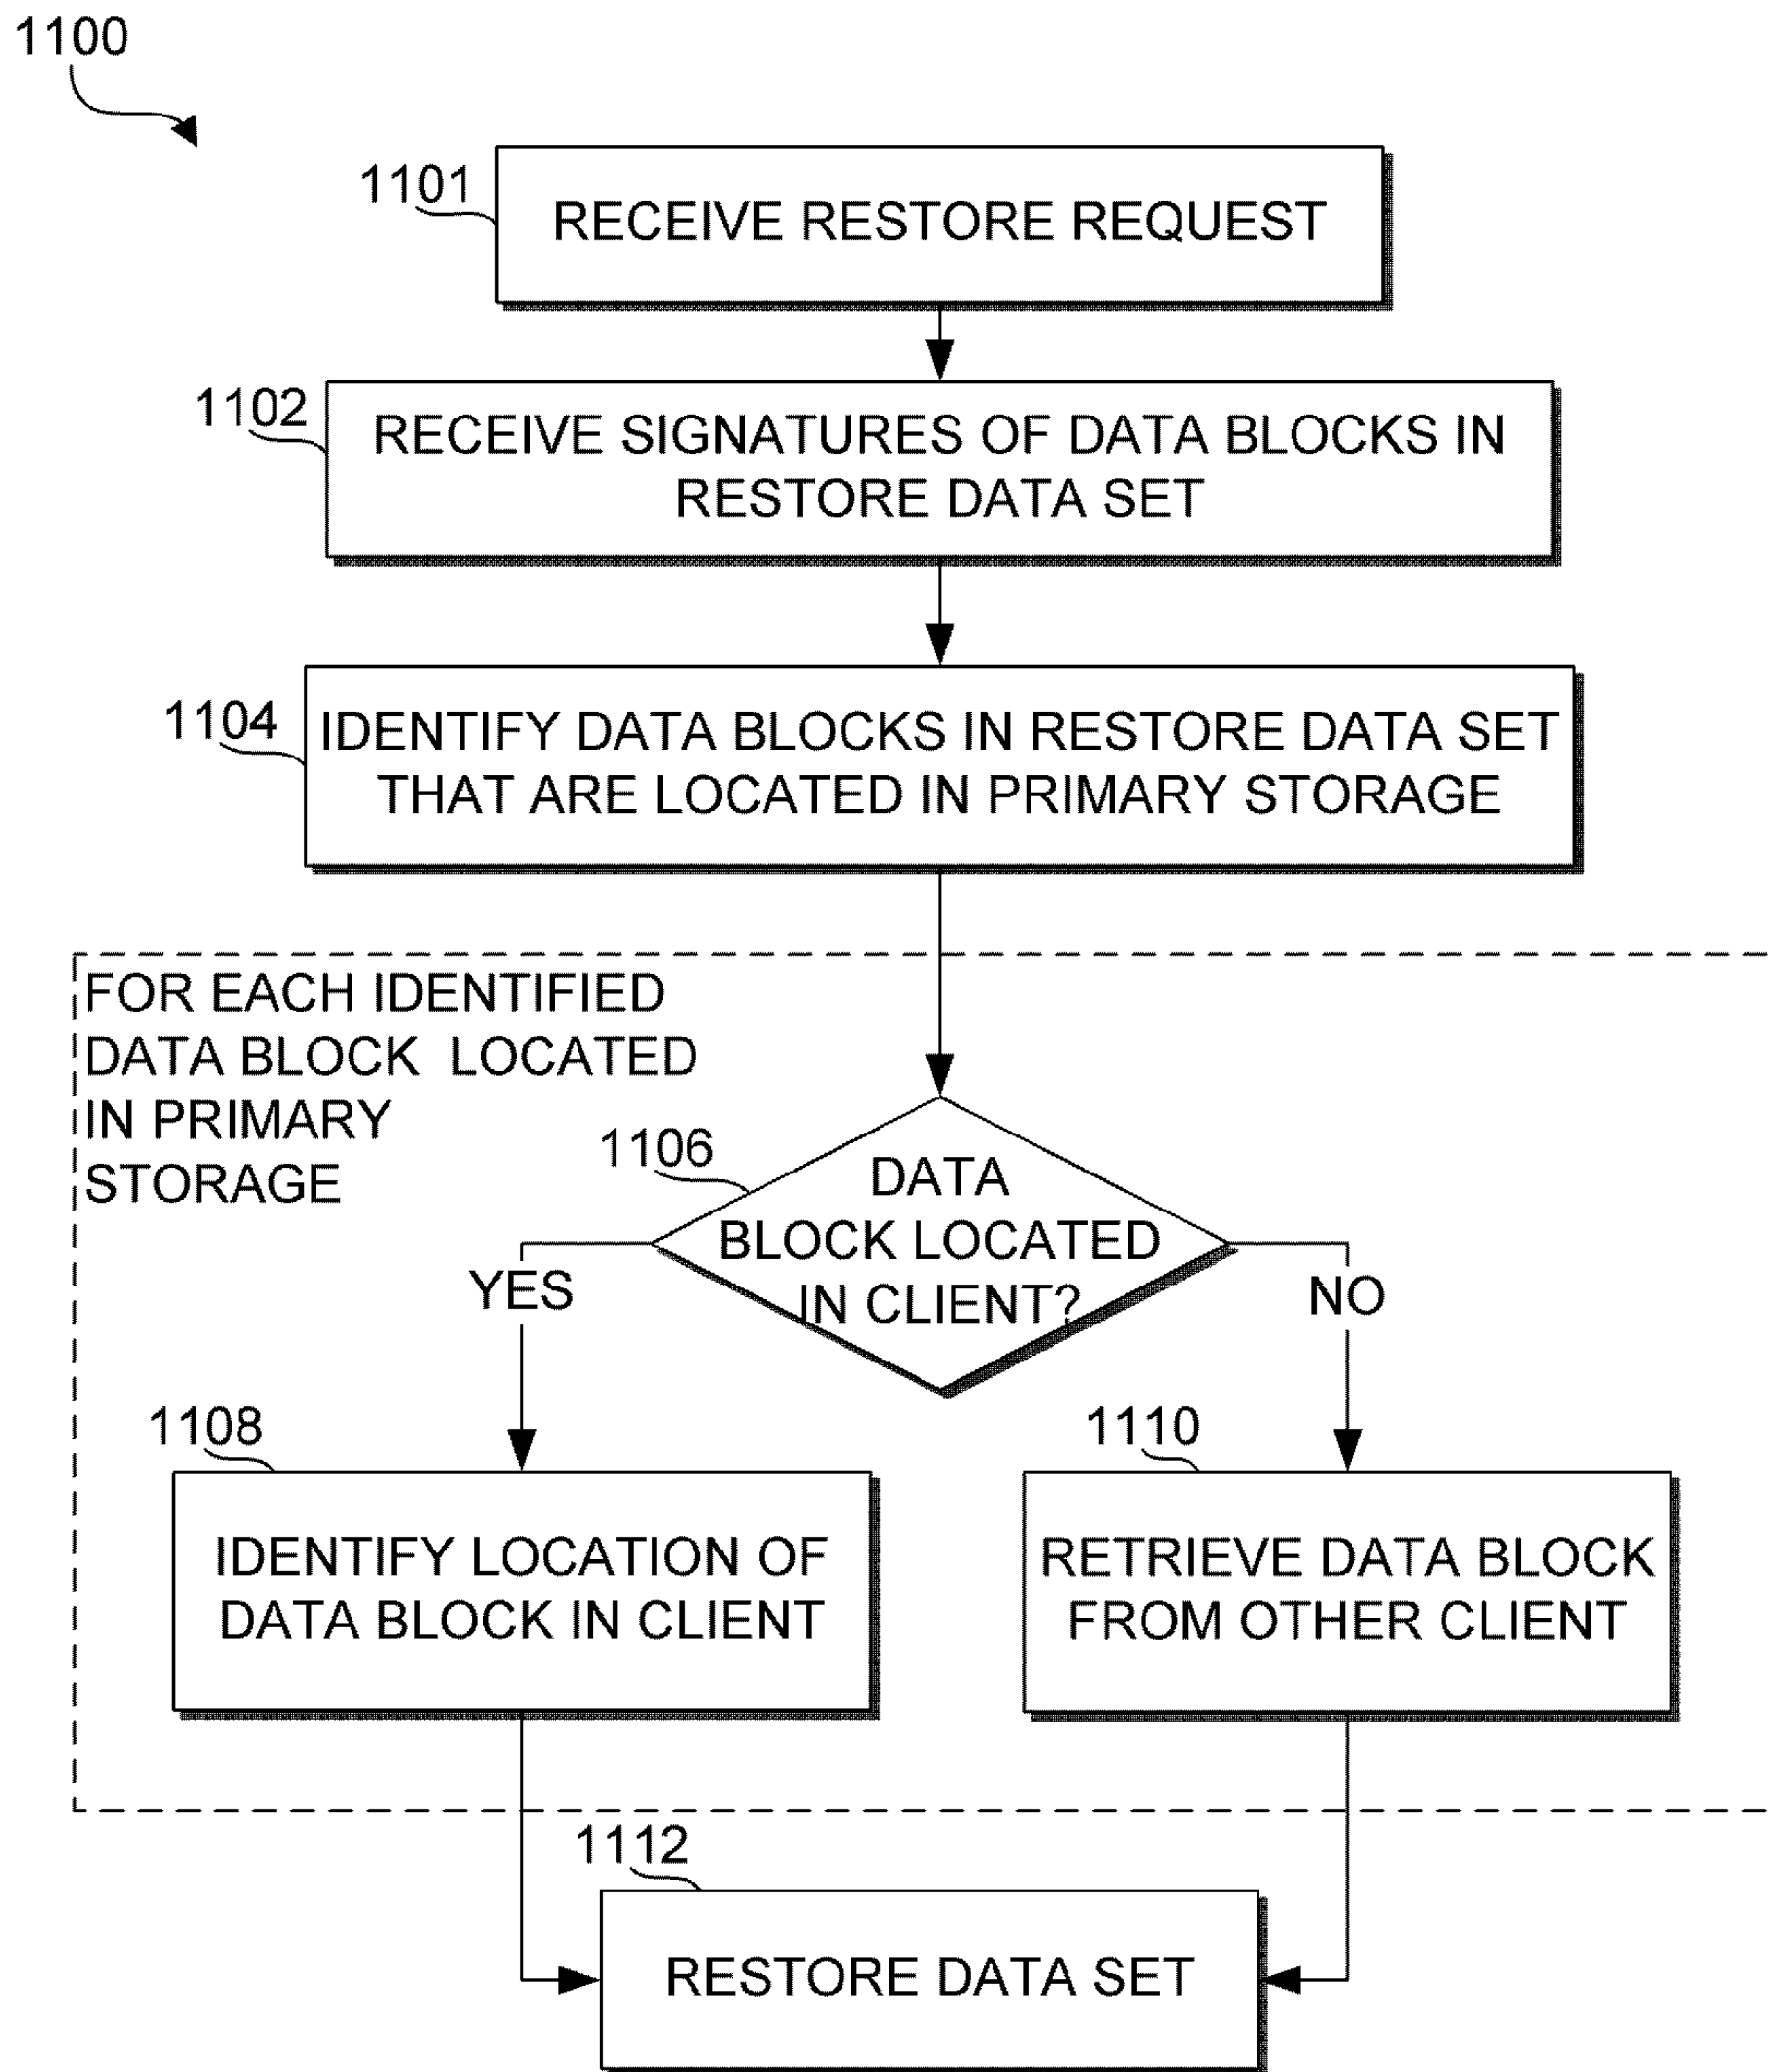 1100
1101
RECEIVE RESTORE REQUEST
1102
RECEIVE SIGNATURES OF DATA BLOCKS IN
RESTORE DATA SET
1104
IDENTIFY DATA BLOCKS IN RESTORE DATA SET
THAT ARE LOCATED IN PRIMARY STORAGE
FOR EACH IDENTIFIED
DATA BLOCK LOCATED
IN PRIMARY
STORAGE
1106
DATA
BLOCK LOCATED
IN CLIENT?
YES
NO
1108
IDENTIFY LOCATION OF
DATA BLOCK IN CLIENT
1110
RETRIEVE DATA BLOCK
FROM OTHER CLIENT
1112
RESTORE DATA SET